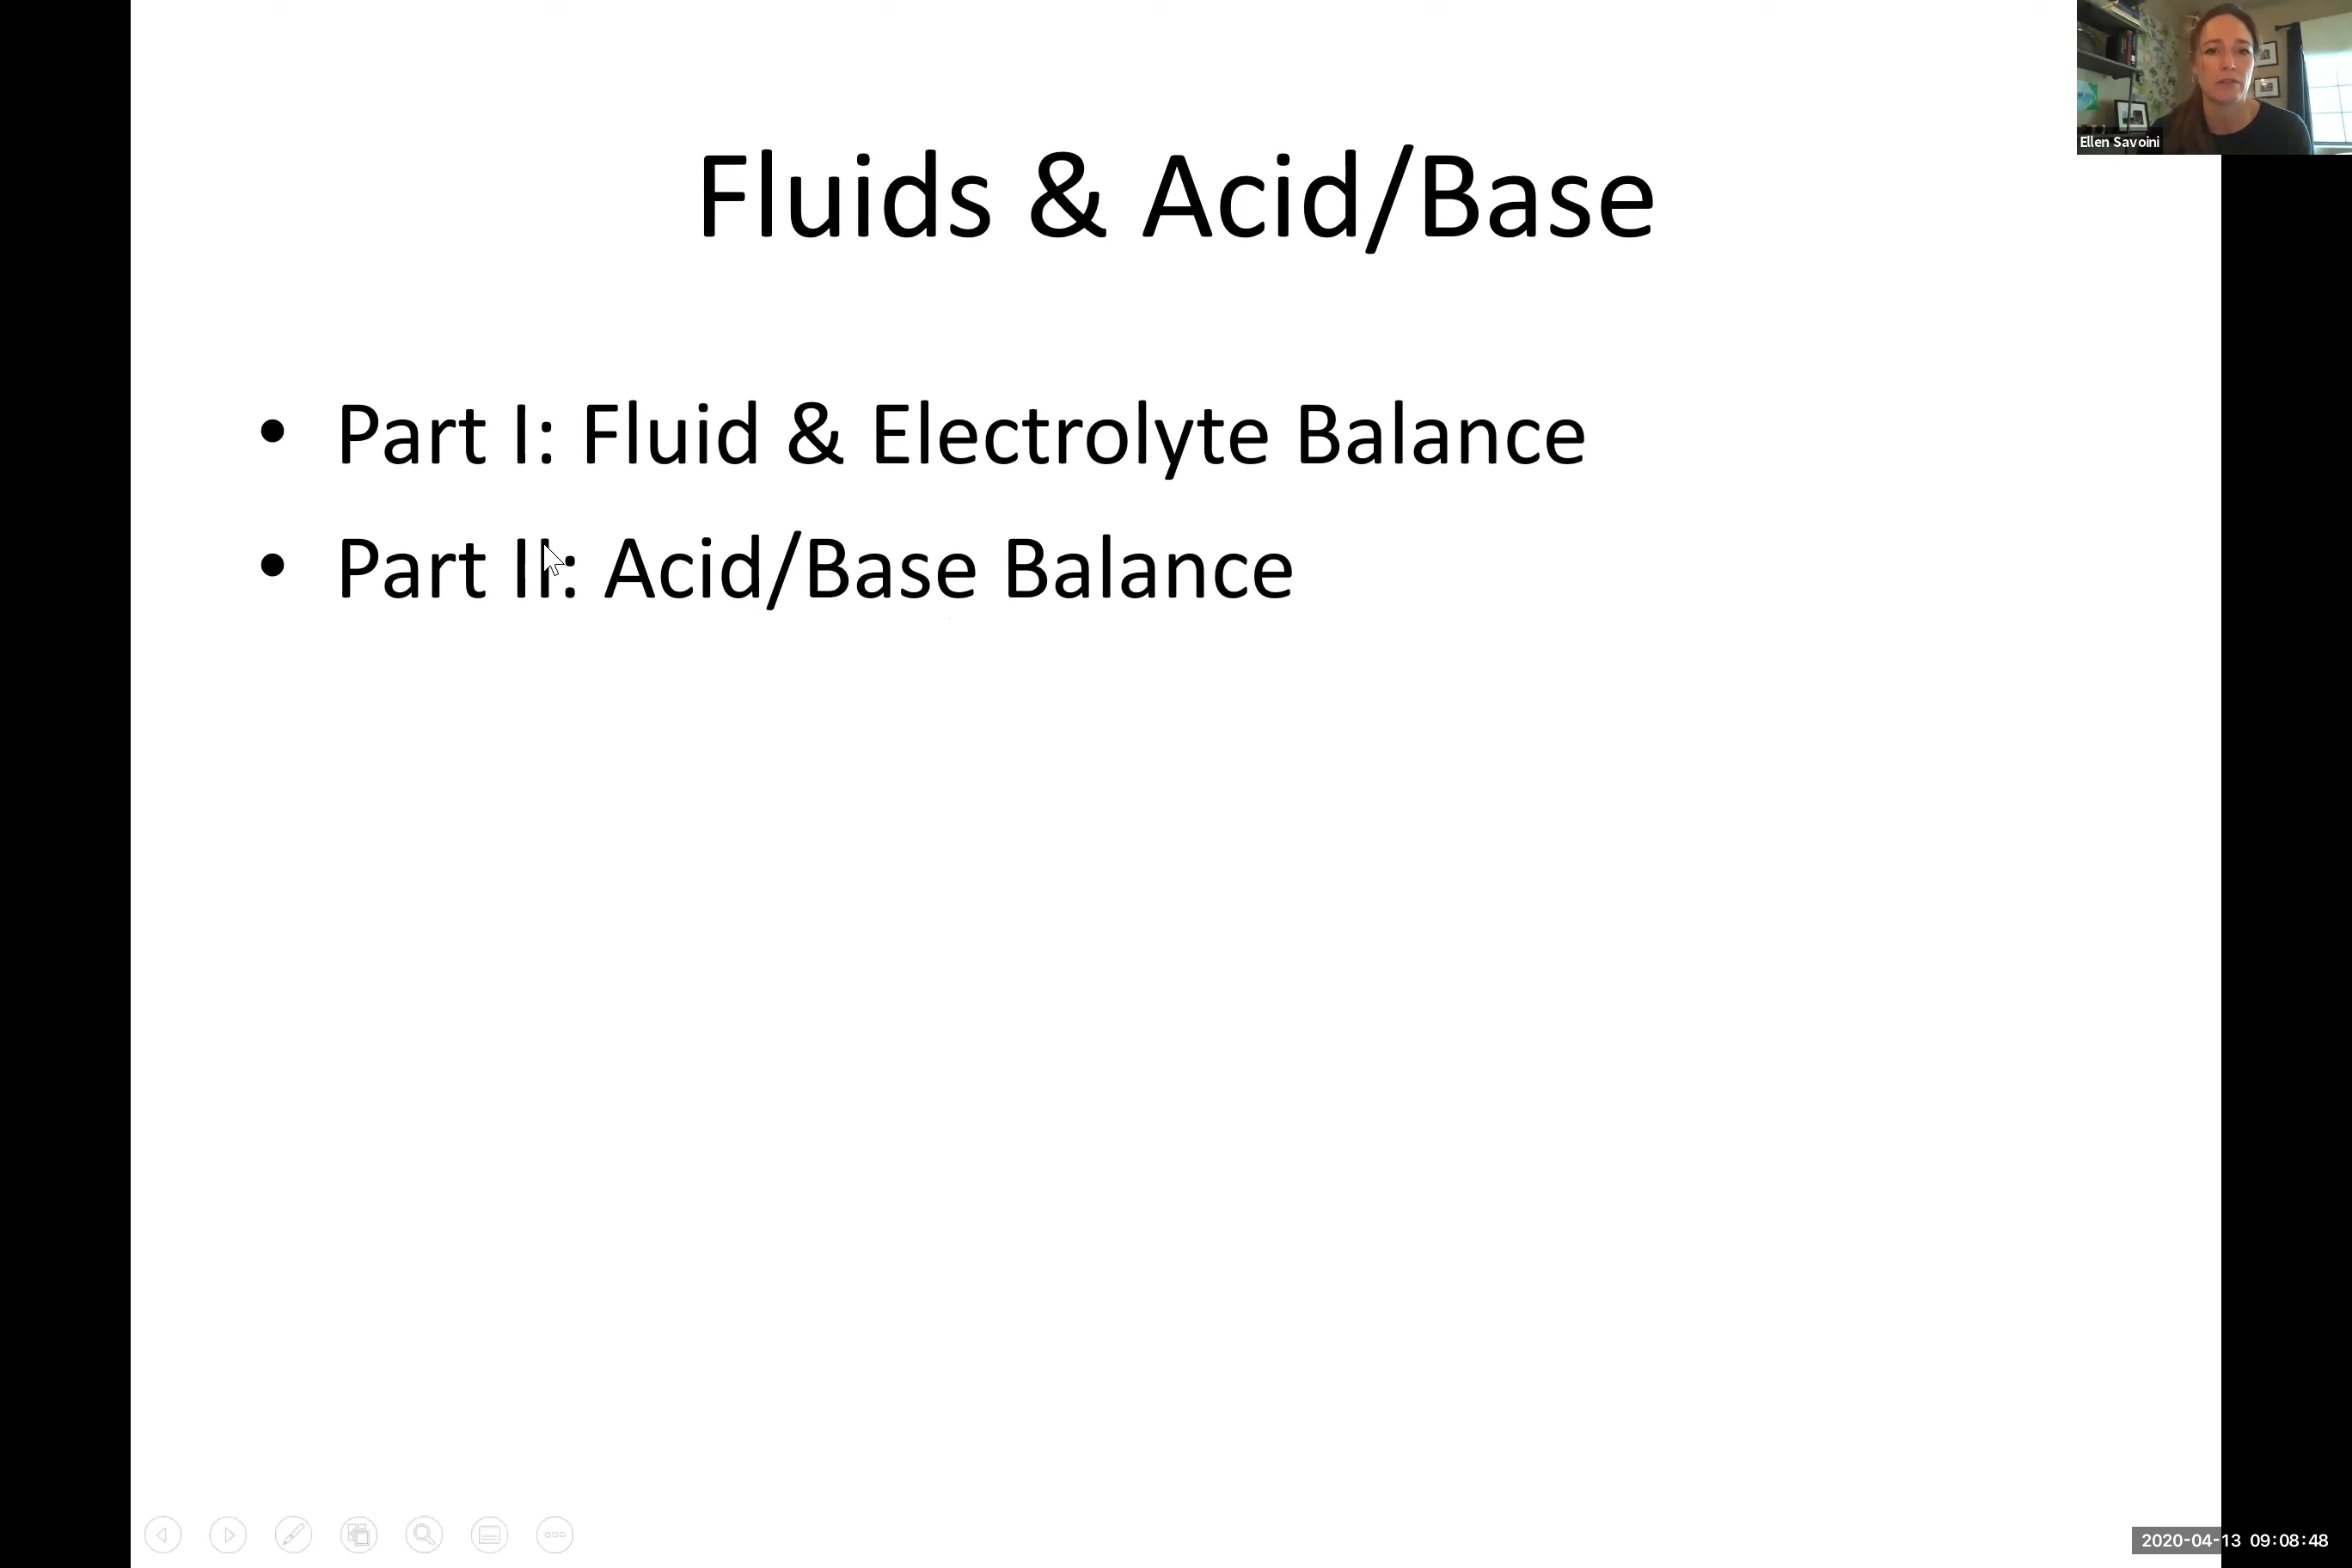 Ellen Savoini
Fluids & Acid/Base
• Part I: Fluid & Electrolyte Balance
• Part II: Acid/Base Balance
2020-04-13 09:08:48